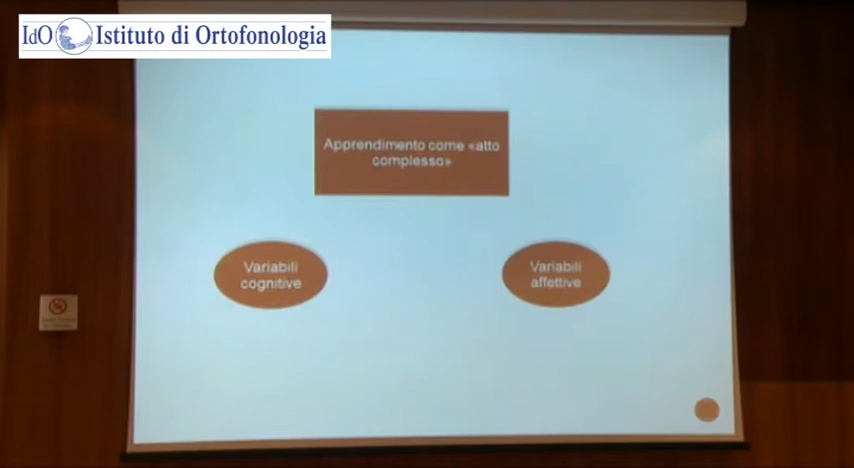 IdO Istituto di Ortofonologia
Apprendimento come «atto
complesso»
Variabili
cognitive
Variabili
affettive